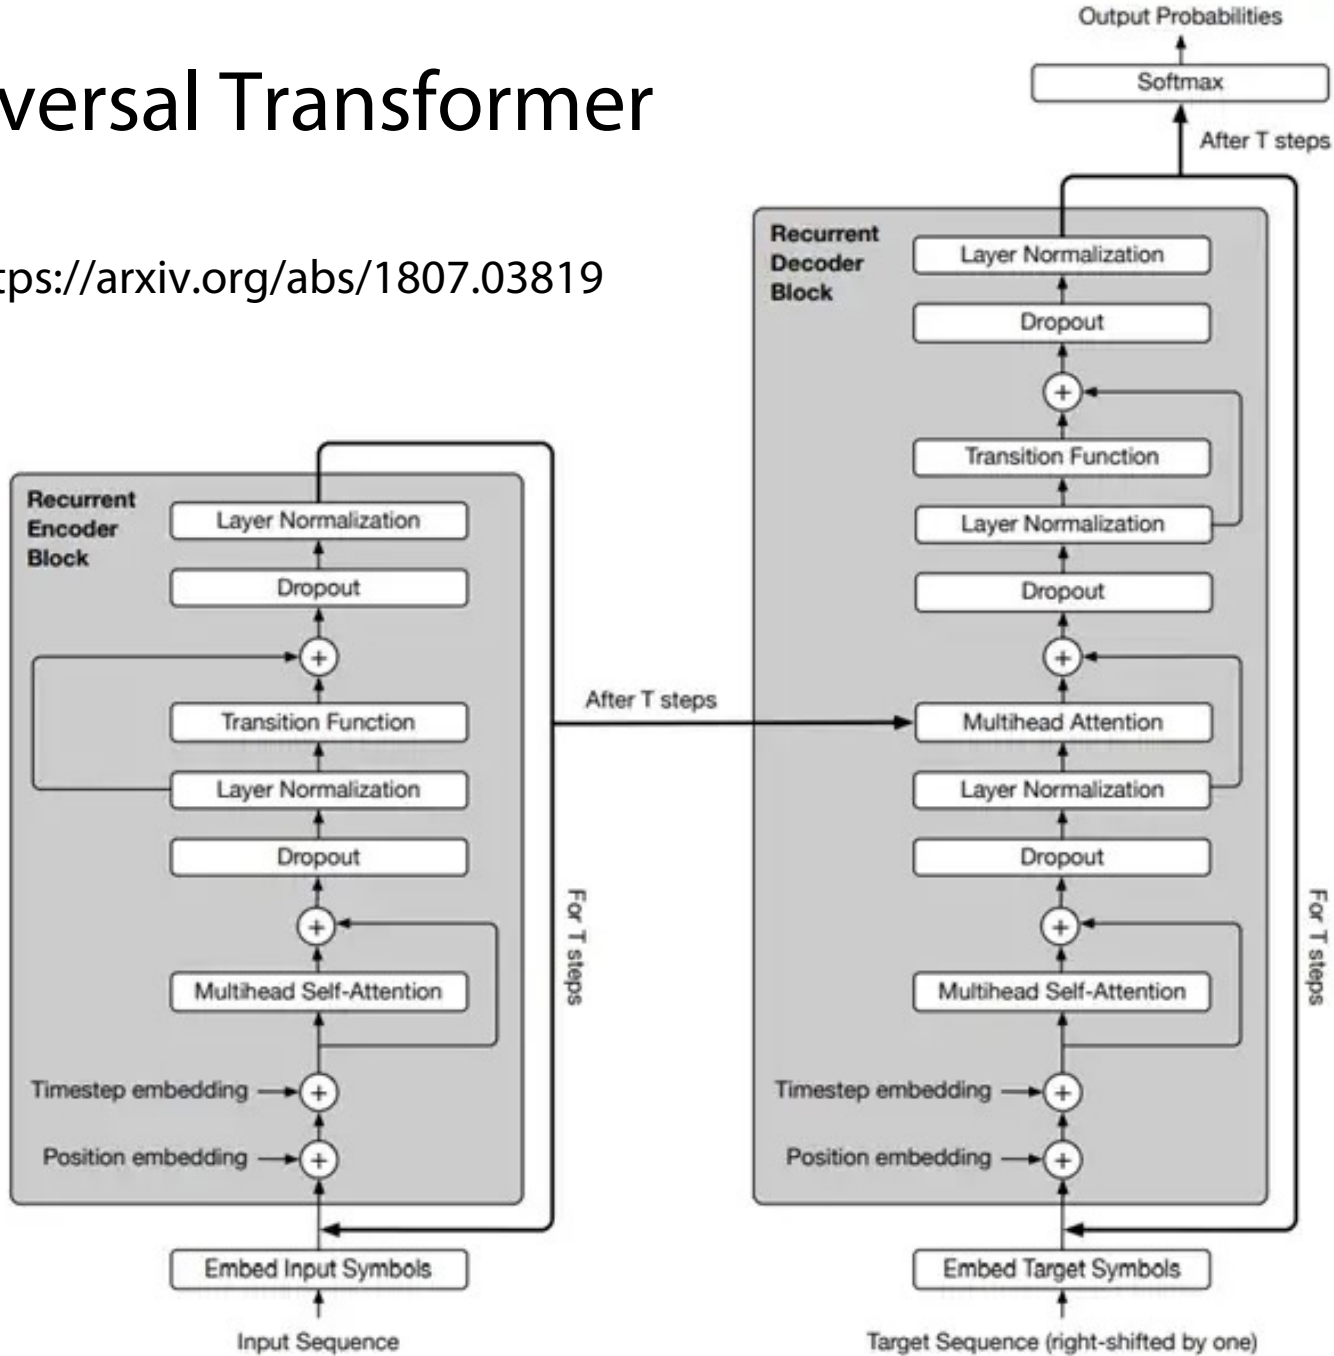 versal Transformer
tps://arxiv.org/abs/1807.03819
Output Probabilities
Softmax
After T steps
Recurrent
Decoder
Block
Layer Normalization
Dropout
+
Transition Function
Layer Normalization
Dropout
+
Multihead Attention
Layer Normalization
Dropout
+
Multihead Self-Attention
Timestep embedding
+
Position embedding
+
For T steps
Embed Target Symbols
Target Sequence (right-shifted by one)
Recurrent
Encoder
Block
Layer Normalization
Dropout
+
Transition Function
Layer Normalization
Dropout
+
Multihead Self-Attention
Timestep embedding
+
Position embedding
+
For T steps
After T steps
Embed Input Symbols
Input Sequence